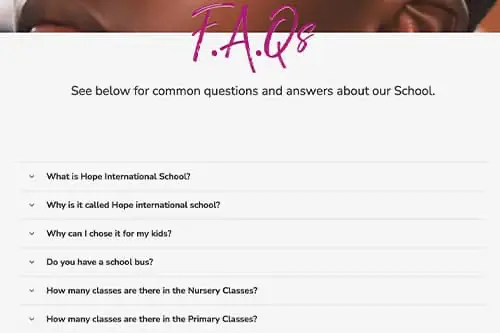 F.A.Qs
See below for common questions and answers about our School.
What is Hope International School?
Why is it called Hope international school?
Why can I chose it for my kids?
Do you have a school bus?
How many classes are there in the Nursery Classes?
How many classes are there in the Primary Classes?